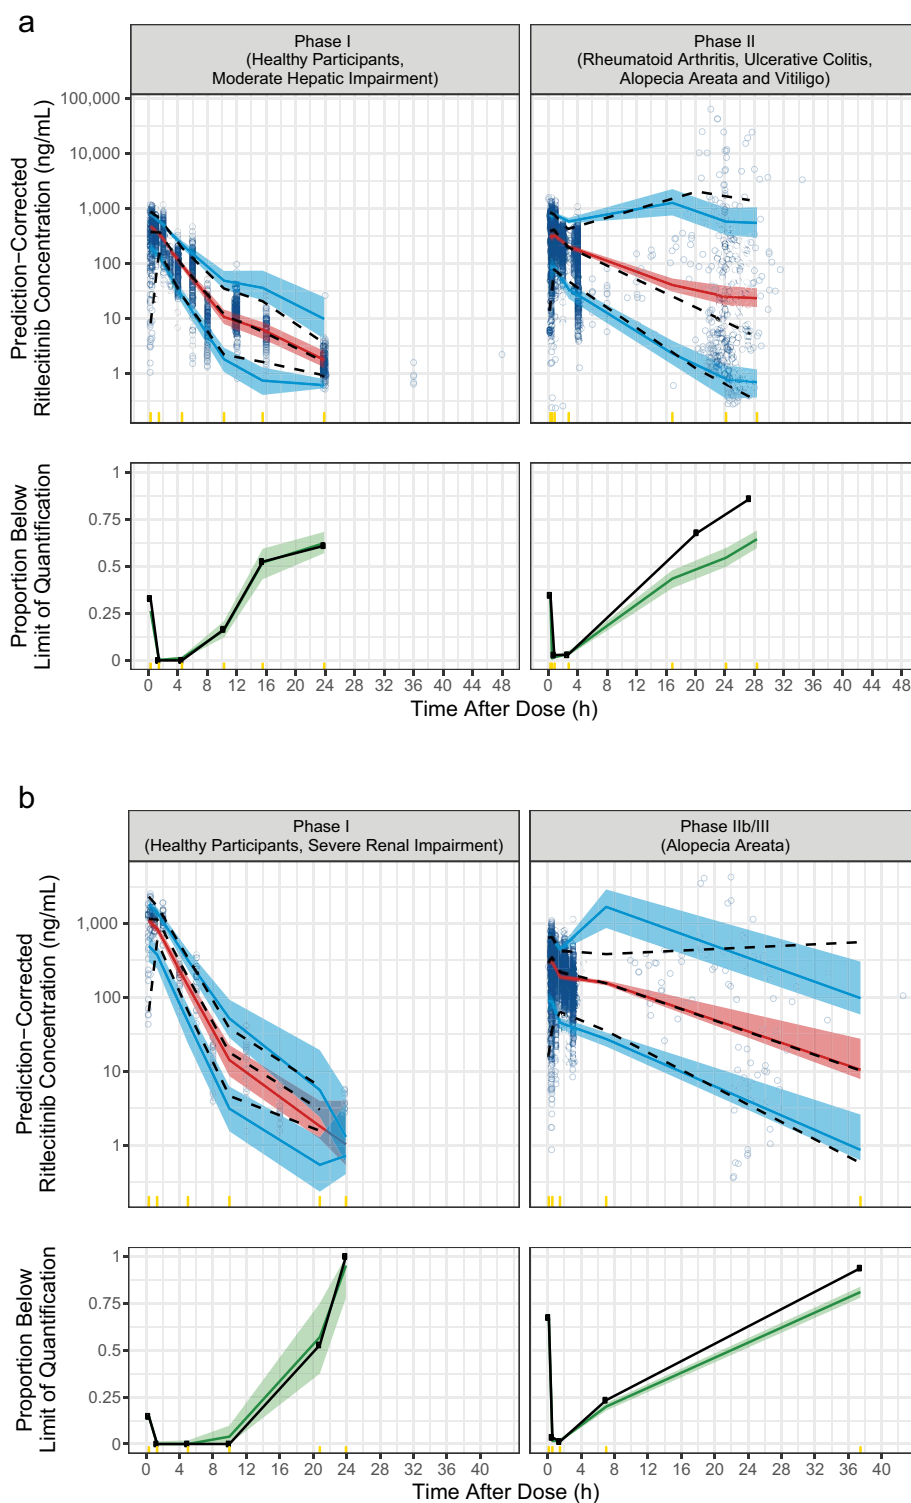 a
Phase I
(Healthy Participants,
Moderate Hepatic Impairment)
Phase II
(Rheumatoid Arthritis, Ulcerative Colitis,
Alopecia Areata and Vitiligo)
Prediction−Corrected
Ritlecitinib Concentration (ng/mL)
100,000
10,000
1,000
100
10
1
Proportion Below
Limit of Quantification
1
0.75
0.5
0.25
0
0 4 8 12 16 20 24 28 32 36 40 44 48
0 4 8 12 16 20 24 28 32 36 40 44 48
Time After Dose (h)
b
Phase I
(Healthy Participants, Severe Renal Impairment)
Phase IIb/III
(Alopecia Areata)
Prediction−Corrected
Ritlecitinib Concentration (ng/mL)
1,000
100
10
1
Proportion Below
Limit of Quantification
1
0.75
0.5
0.25
0
0 4 8 12 16 20 24 28 32 36 40
0 4 8 12 16 20 24 28 32 36 40
Time After Dose (h)